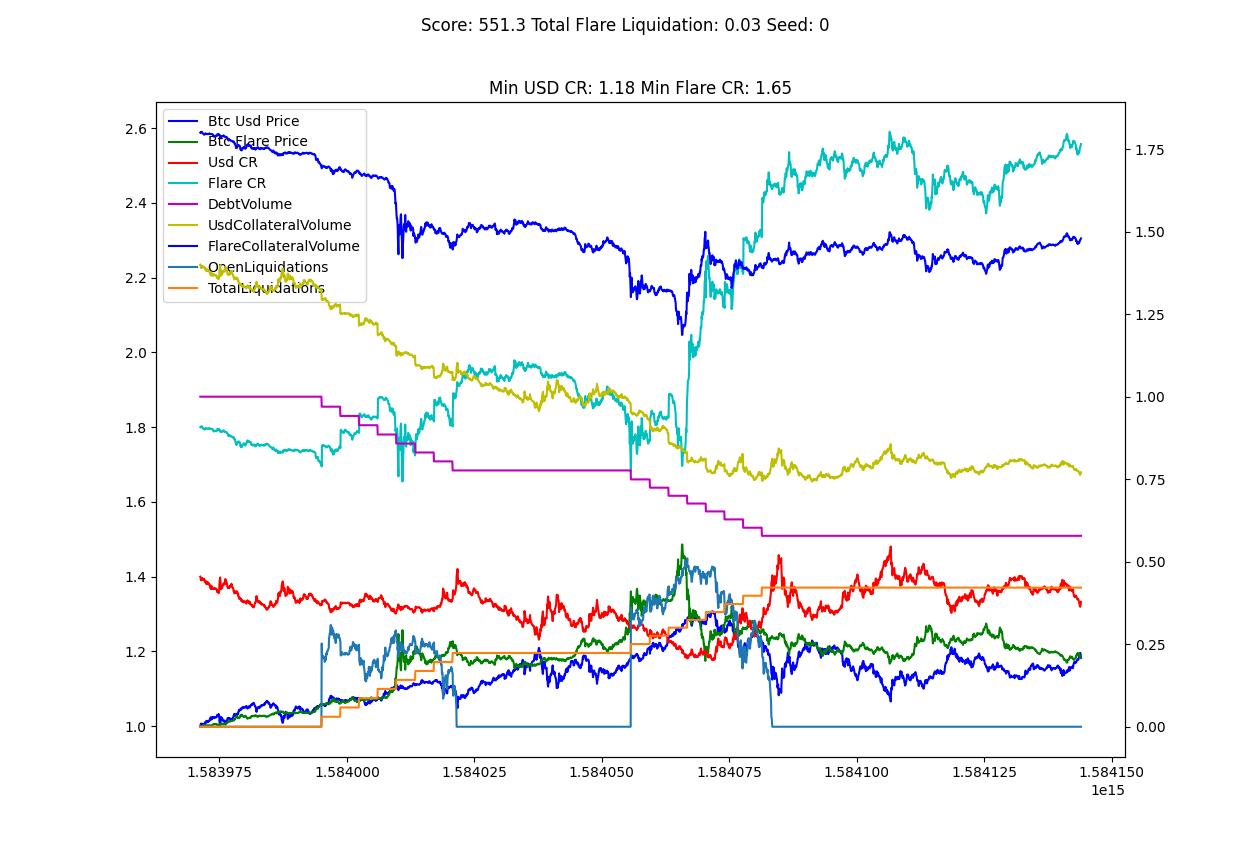 Score: 551.3 Total Flare Liquidation: 0.03 Seed: 0
Min USD CR: 1.18 Min Flare CR: 1.65
Btc Usd Price
Btc Flare Price
Usd CR
Flare CR
DebtVolume
UsdCollateralVolume
FlareCollateralVolume
OpenLiquidations
TotalLiquidations
2.6
2.4
2.2
2.0
1.8
1.6
1.4
1.2
1.0
1.75
1.50
1.25
1.00
0.75
0.50
0.25
0.00
1.583975 1.584000 1.584025 1.584050 1.584075 1.584100 1.584125 1.584150
1e15